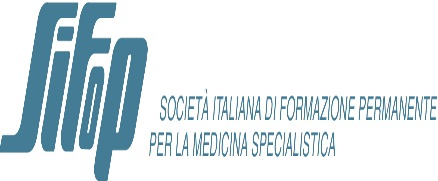 SIFOP
SOCIETÀ ITALIANA DI FORMAZIONE PERMANENTE
PER LA MEDICINA SPECIALISTICA